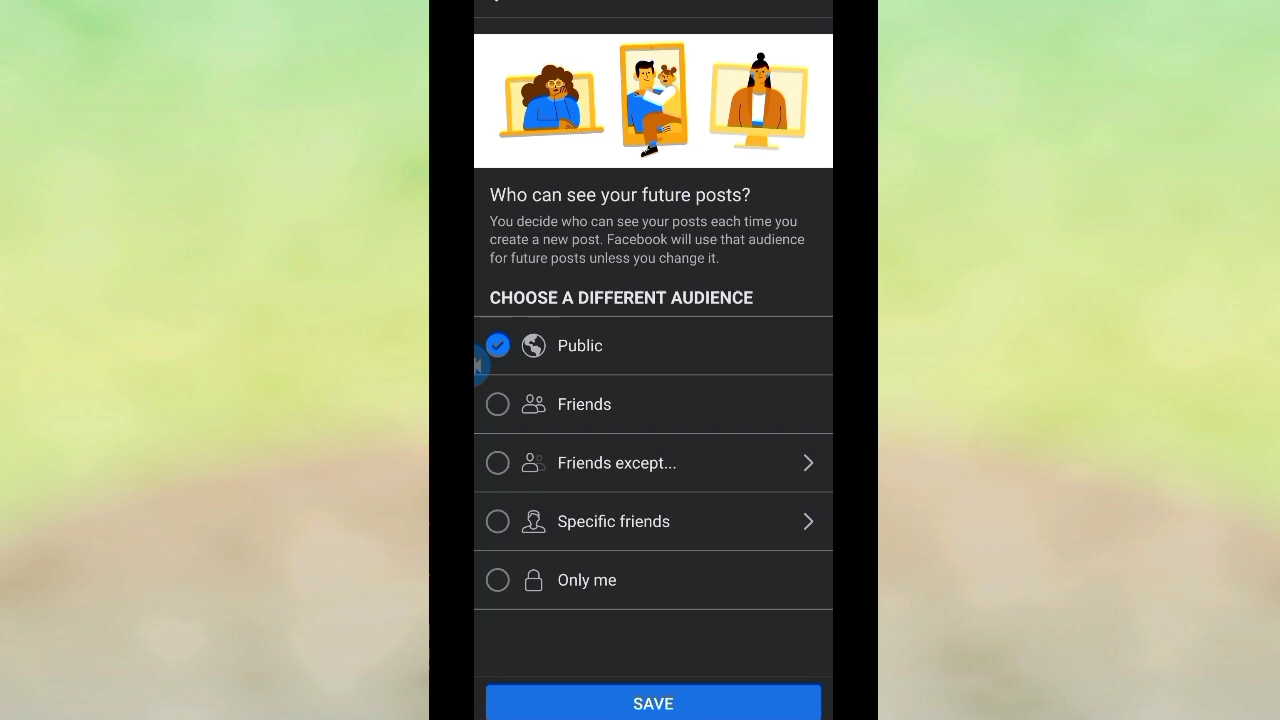 Who can see your future posts?
You decide who can see your posts each time you
create a new post. Facebook will use that audience
for future posts unless you change it.
CHOOSE A DIFFERENT AUDIENCE
Public
Friends
Friends except...
Specific friends
Only me
SAVE